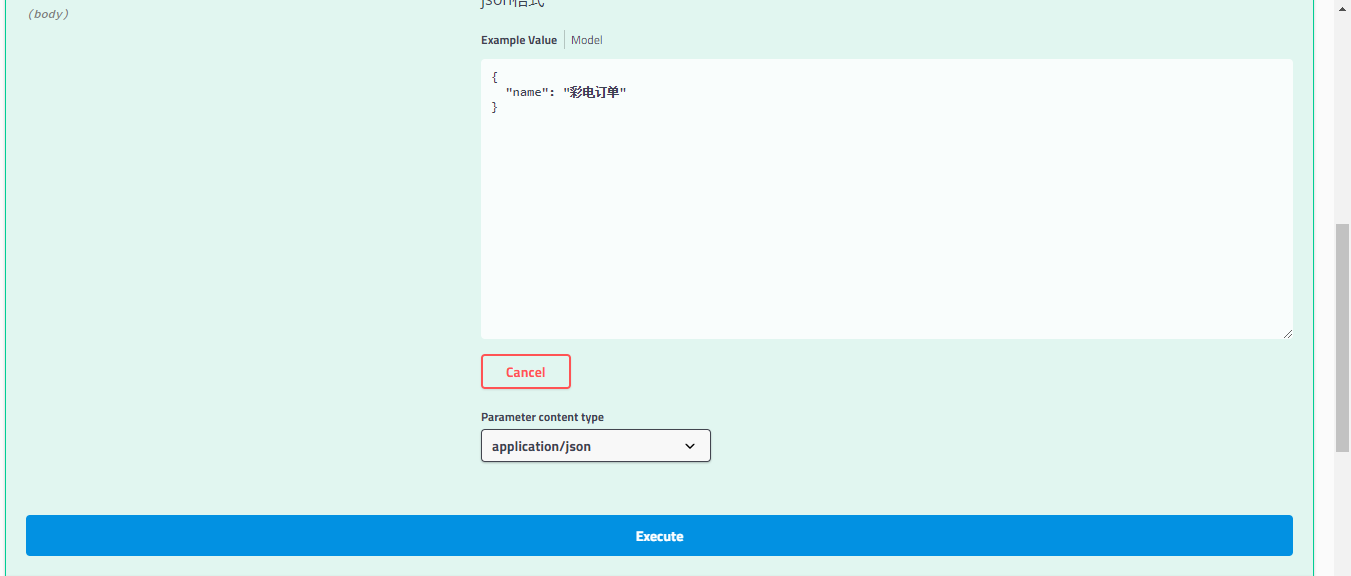 (body)
json格式
Example Value
Model
{
"name": "彩电订单"
}
Cancel
Parameter content type
application/json
Execute